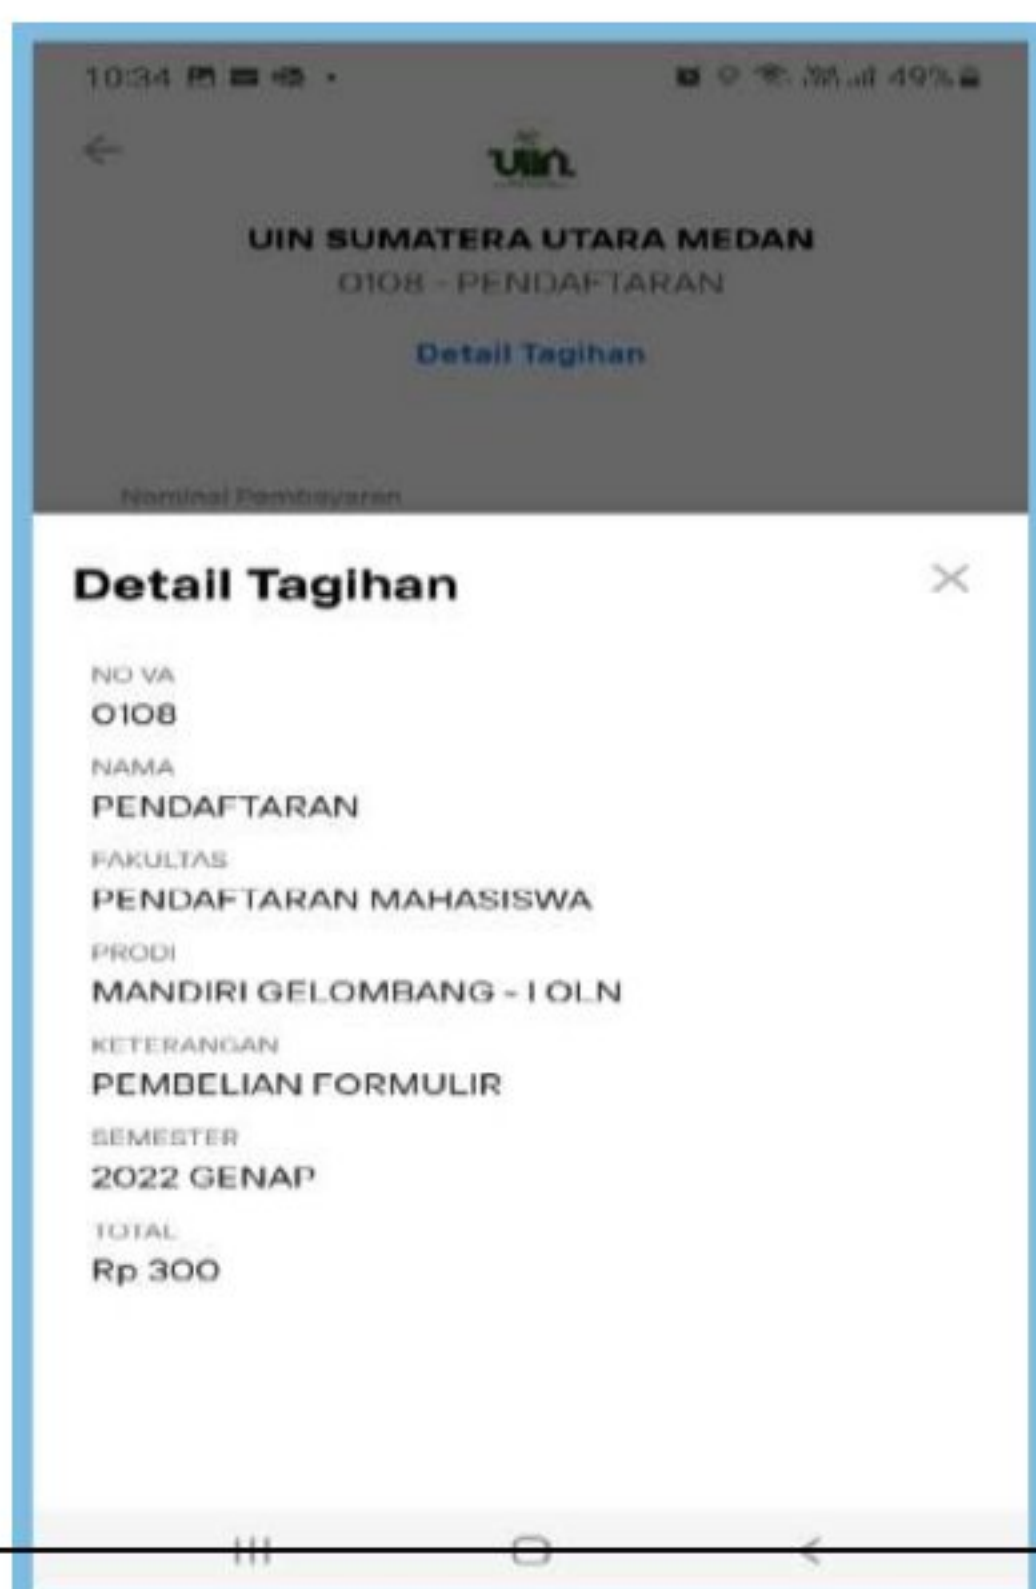 10:34
49%
UIN
UIN SUMATERA UTARA MEDAN
0108 - PENDAFTARAN
Detail Tagihan
Nominal Pembayaran
Detail Tagihan
NO VA
0108
NAMA
PENDAFTARAN
FAKULTAS
PENDAFTARAN MAHASISWA
PRODI
MANDIRI GELOMBANG - I OLN
KETERANGAN
PEMBELIAN FORMULIR
SEMESTER
2022 GENAP
TOTAL
Rp 300